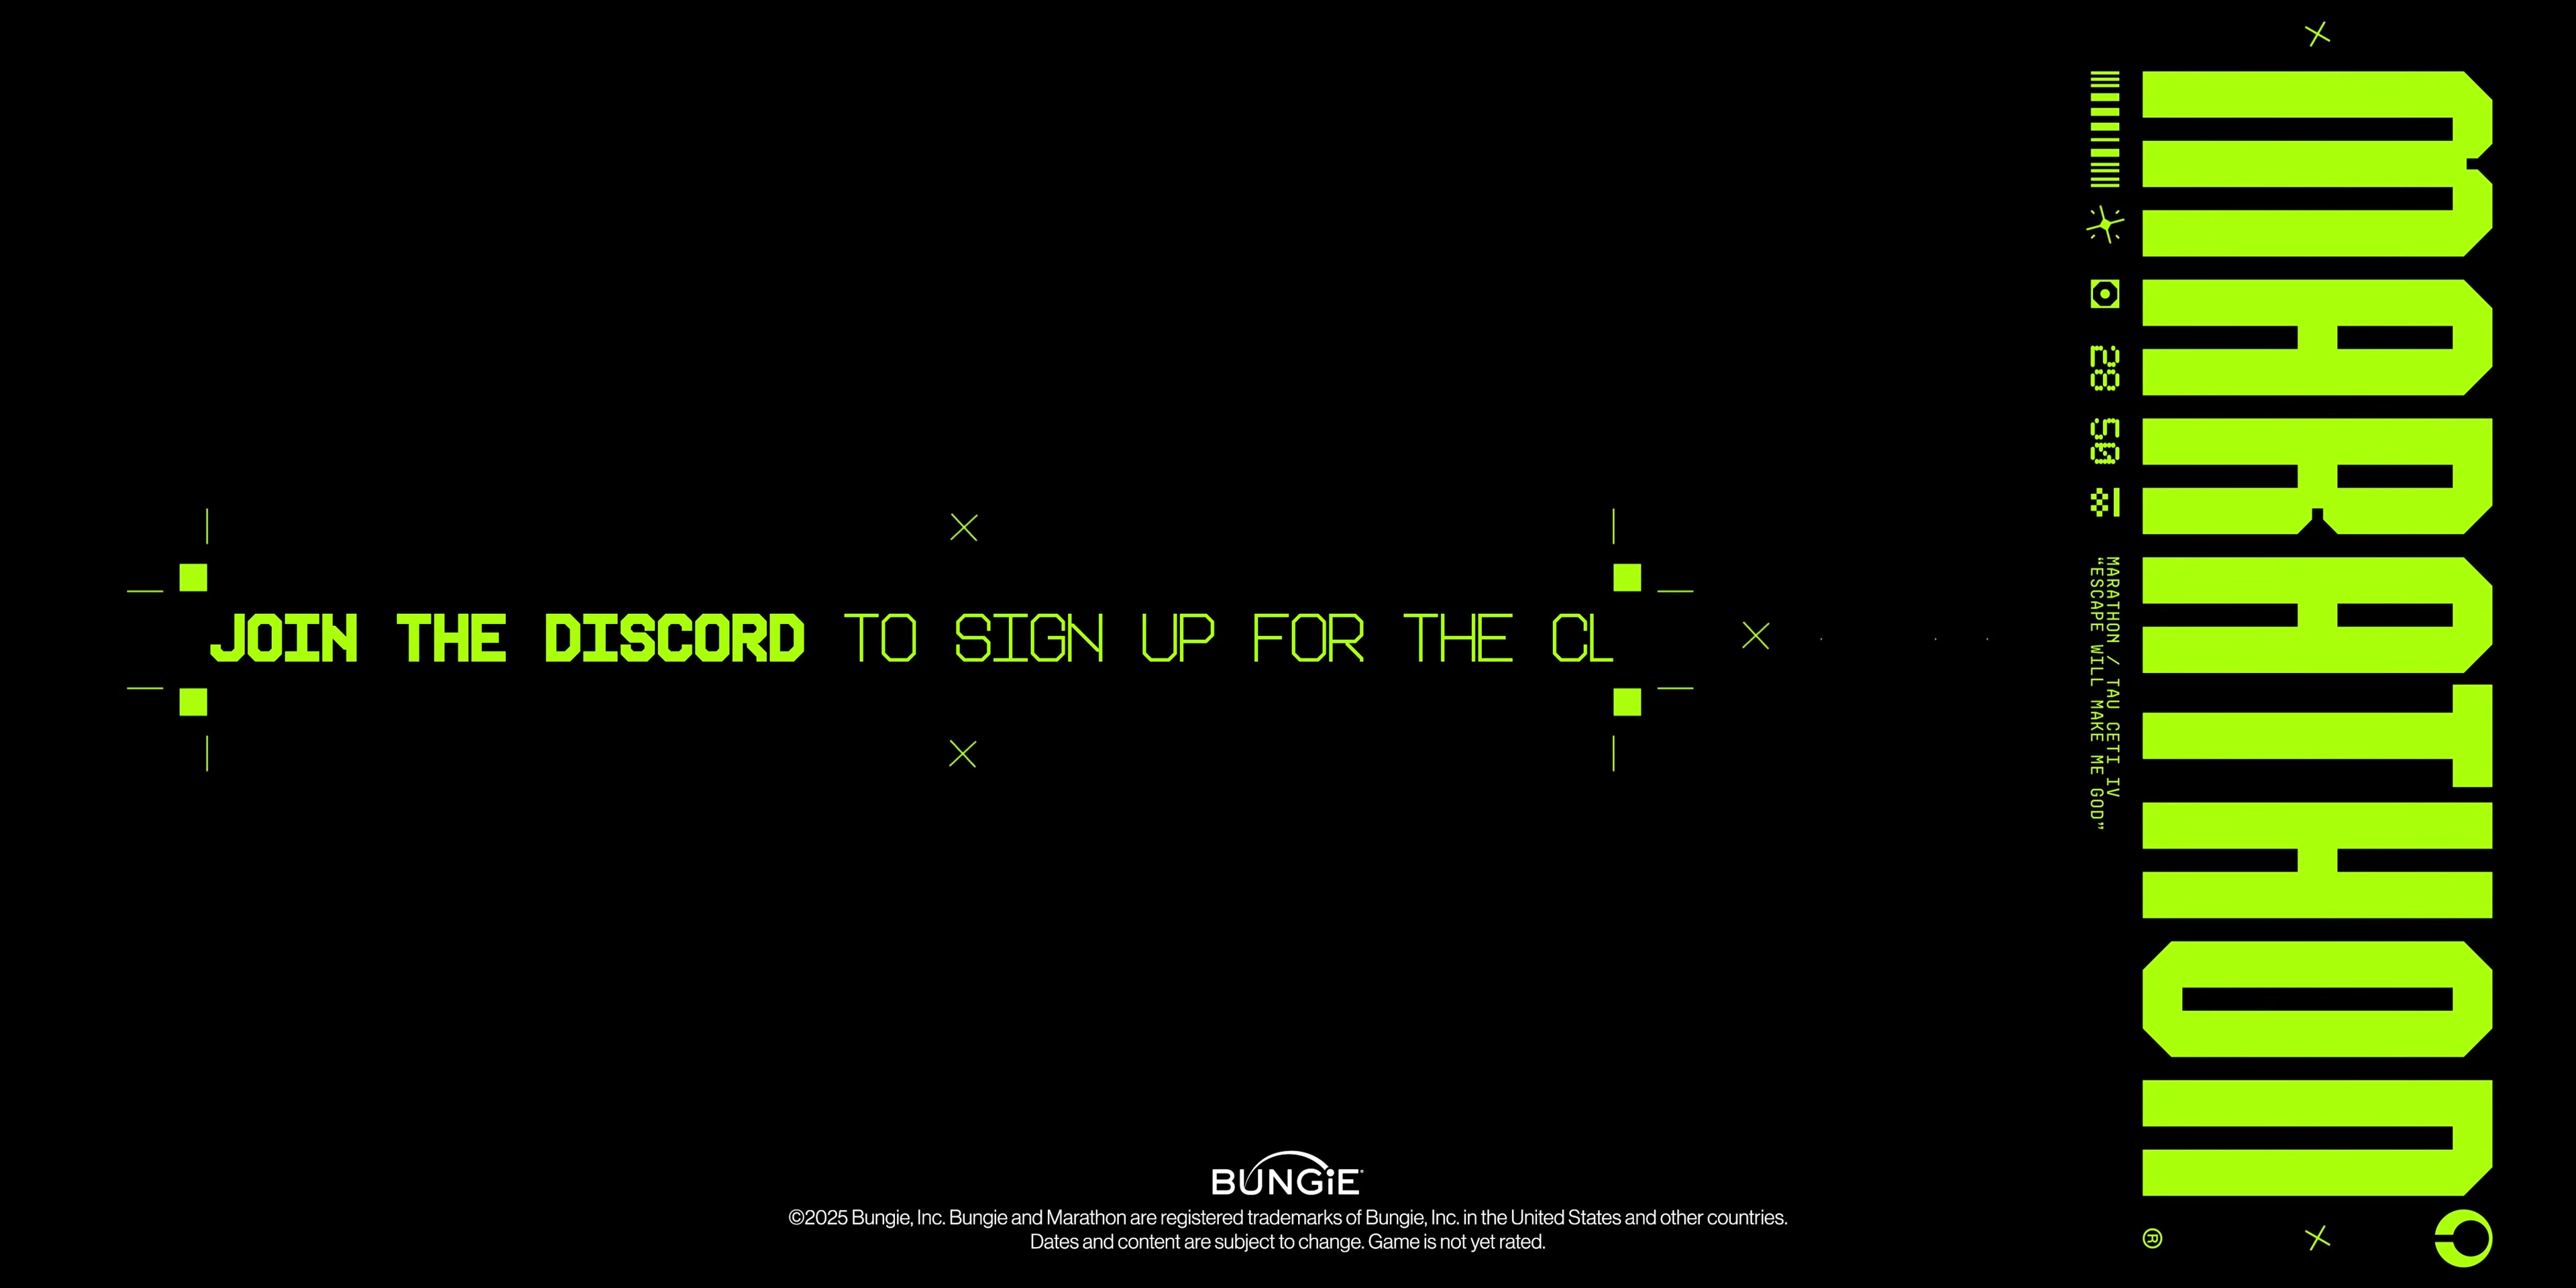 JOIN THE DISCORD TO SIGN UP FOR THE CL
MARATHON
28 50
MARATHON / TAU CETI IV
“ESCAPE WILL MAKE ME GOD”
®
BUNGiE
©2025 Bungie, Inc. Bungie and Marathon are registered trademarks of Bungie, Inc. in the United States and other countries.
Dates and content are subject to change. Game is not yet rated.